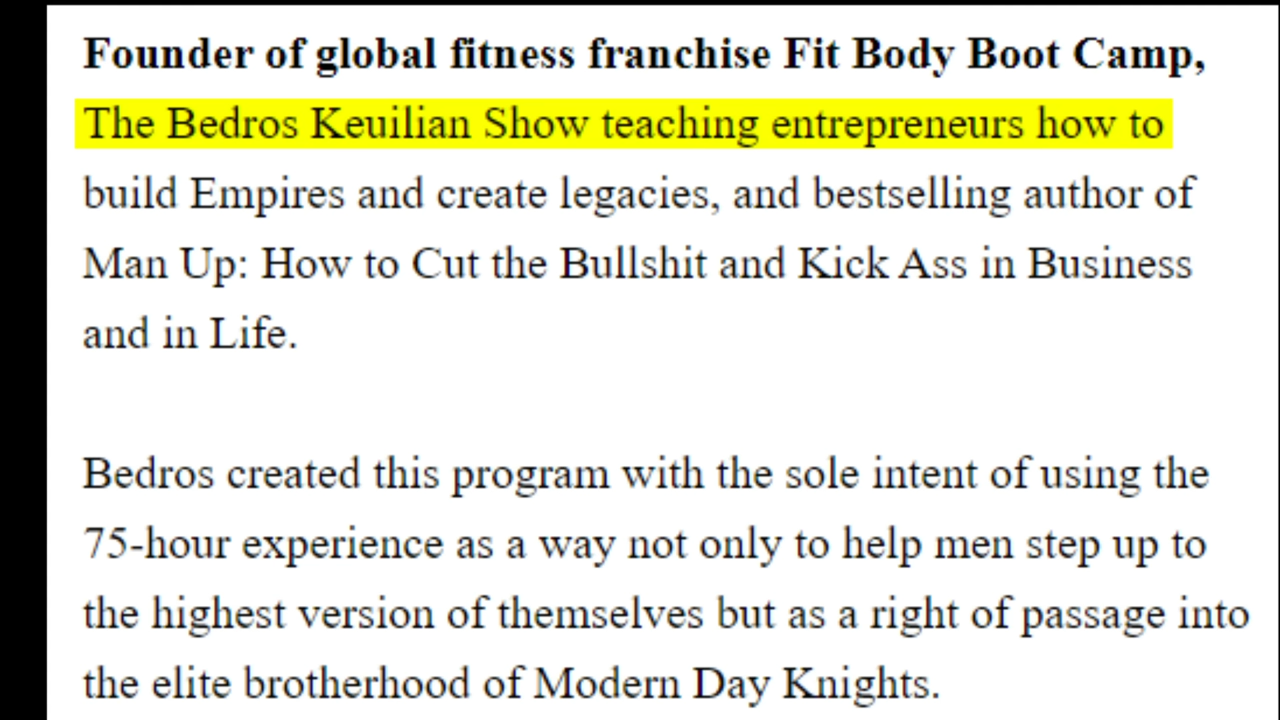 Founder of global fitness franchise Fit Body Boot Camp,
The Bedros Keuilian Show teaching entrepreneurs how to
build Empires and create legacies, and bestselling author of
Man Up: How to Cut the Bullshit and Kick Ass in Business
and in Life.
Bedros created this program with the sole intent of using the
75-hour experience as a way not only to help men step up to
the highest version of themselves but as a right of passage into
the elite brotherhood of Modern Day Knights.